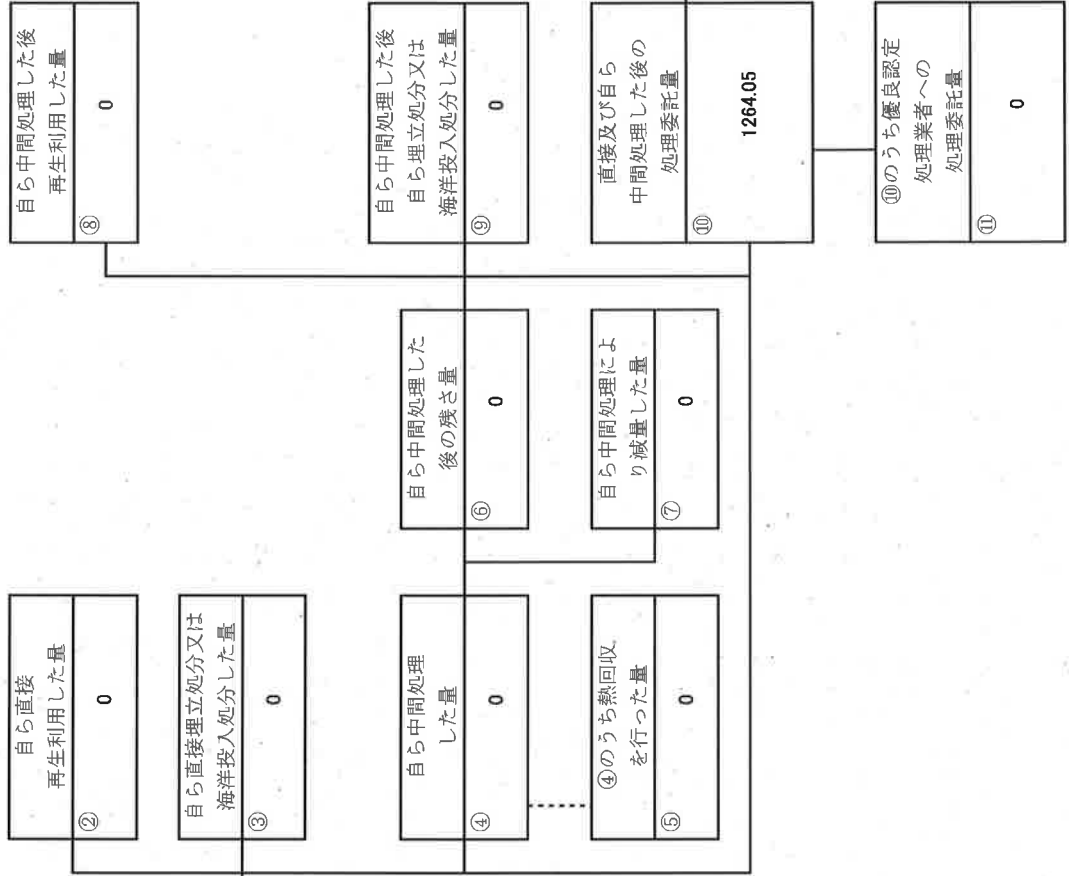 自ら直接
再生利用した量
②
0
自ら直接埋立処分又は
海洋投入処分した量
③
0
自ら中間処理
した量
④
0
④のうち熱回収
を行った量
⑤
0
自ら中間処理した
後の残さ量
⑥
0
自ら中間処理によ
り減量した量
⑦
0
自ら中間処理した後
再生利用した量
⑧
0
自ら中間処理した後
自ら埋立処分又は
海洋投入処分した量
⑨
0
直接及び自ら
中間処理した後の
処理委託量
⑩
1264.05
⑩のうち優良認定
処理業者への
処理委託量
⑪
0